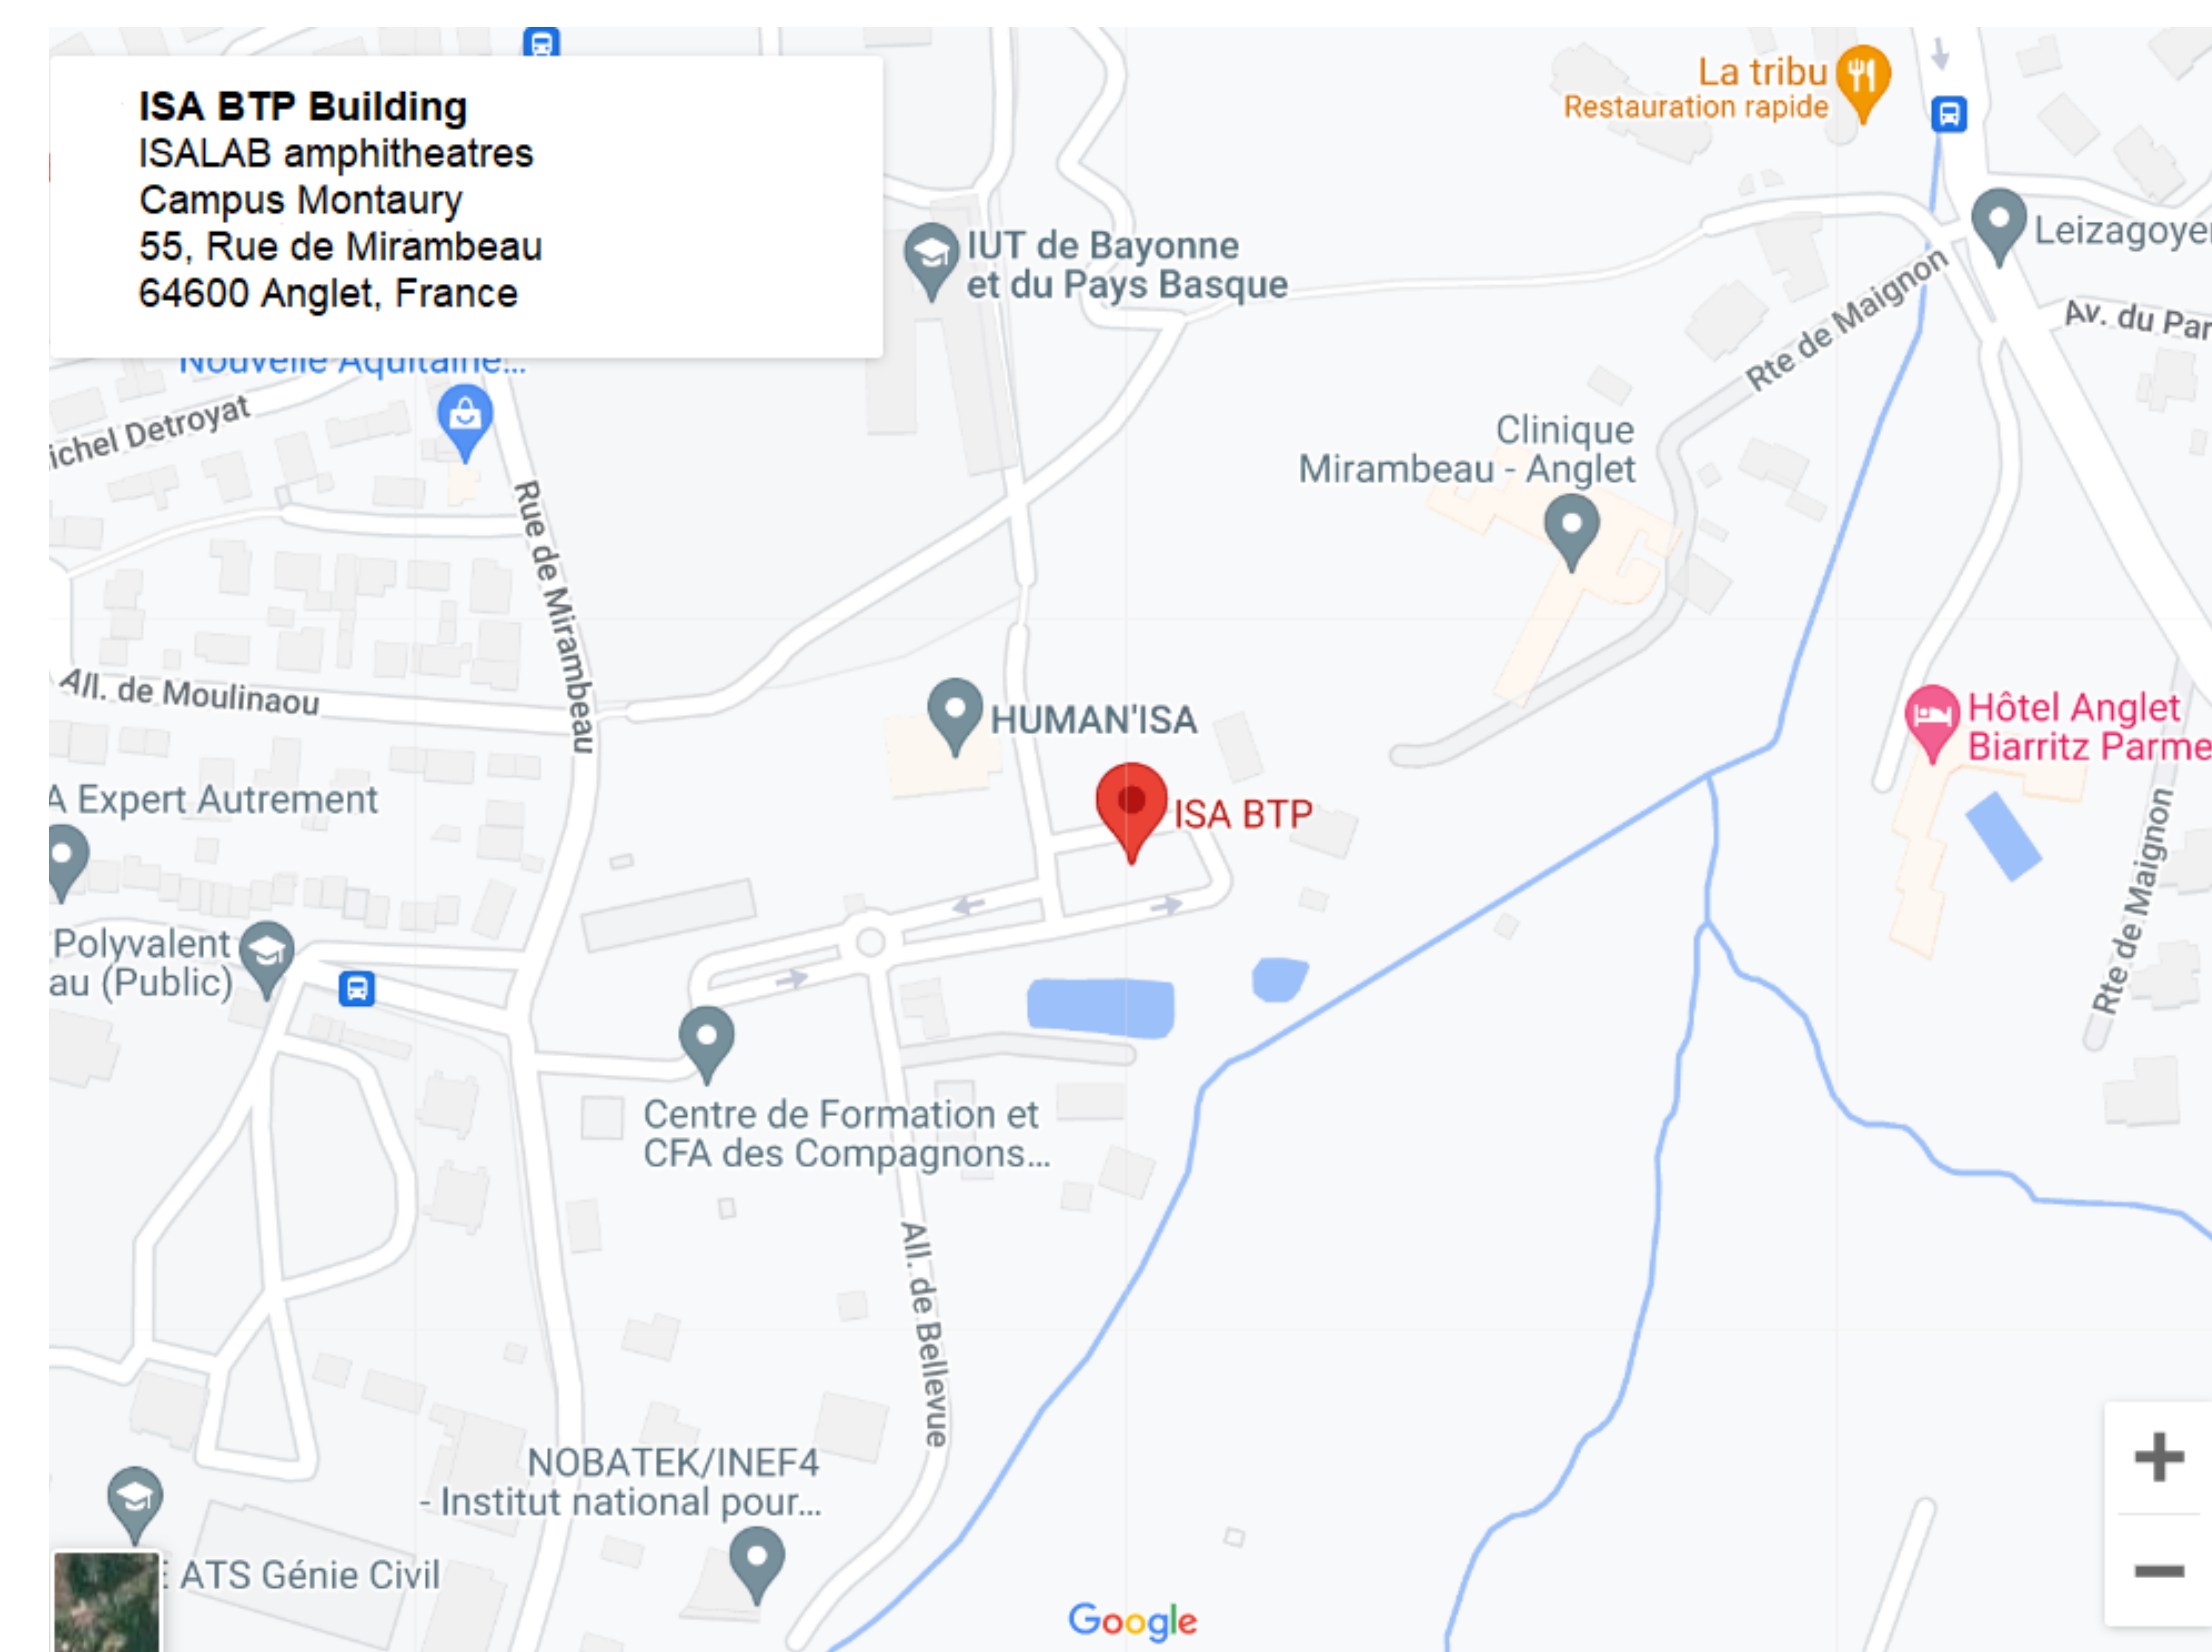 ISA BTP Building
ISALAB amphitheatres
Campus Montaury
55, Rue de Mirambeau
64600 Anglet, France
La tribu
Restauration rapide
IUT de Bayonne
et du Pays Basque
Leizagoye
Rte de Maignon
Av. du Par
Nouvelle Aquitaine...
ichel Detroyat
Clinique
Mirambeau - Anglet
Rue de Mirambeau
All. de Moulinaou
HUMAN'ISA
Hôtel Anglet
Biarritz Parme
A Expert Autrement
ISA BTP
Rte de Maignon
Polyvalent
au (Public)
Centre de Formation et
CFA des Compagnons...
All. de Bellevue
NOBATEK/INEF4
- Institut national pour...
ATS Génie Civil
Google